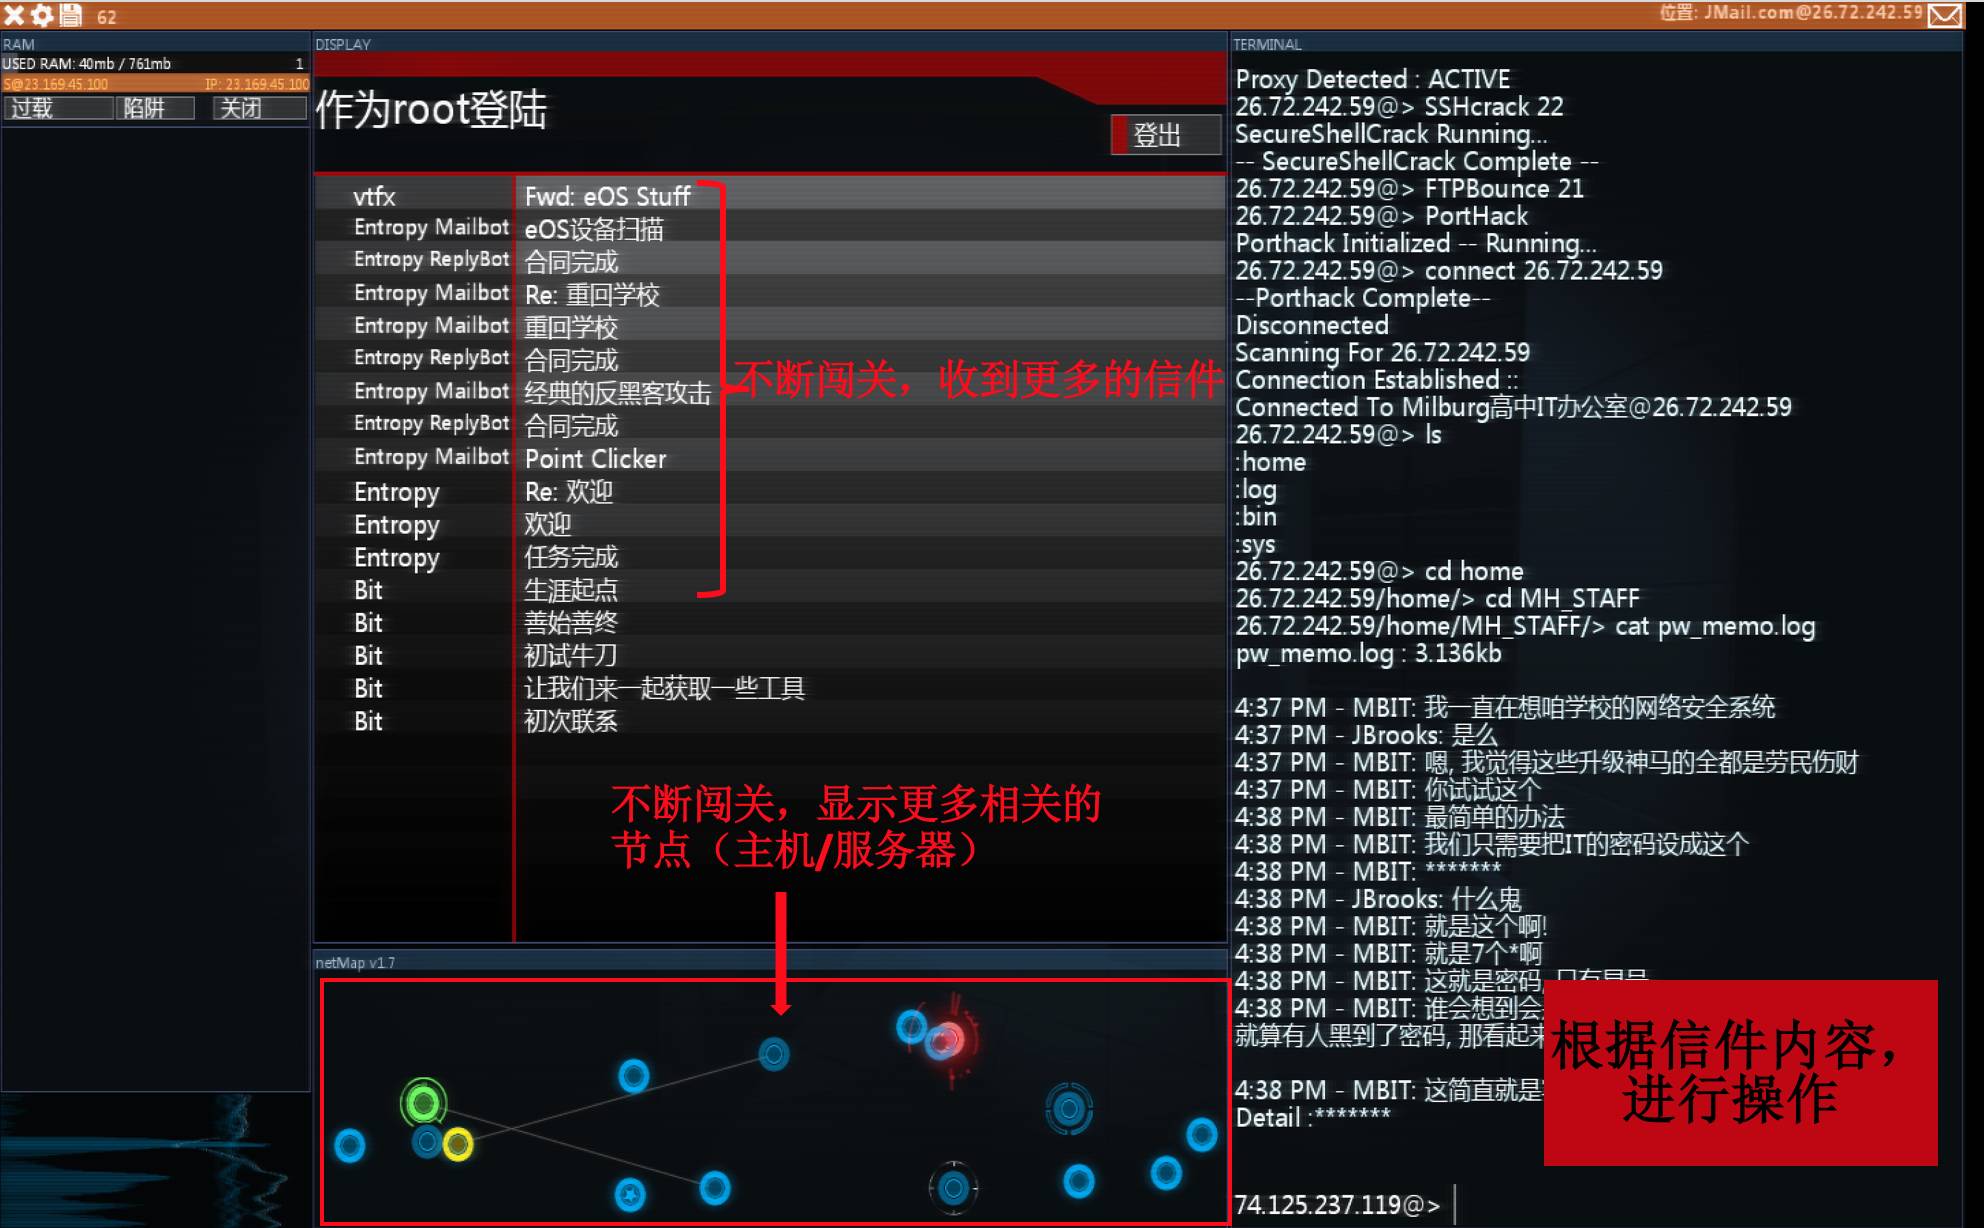 62
位置: JMail.com@26.72.242.59
RAM
USED RAM: 40mb / 761mb 1
S@23.169.45.100 IP: 23.169.45.100
过载 陷阱 关闭
DISPLAY
作为root登陆
登出
vtfx Fwd: eOS Stuff
Entropy Mailbot eOS设备扫描
Entropy ReplyBot 合同完成
Entropy Mailbot Re: 重回学校
Entropy Mailbot 重回学校
Entropy ReplyBot 合同完成
Entropy Mailbot 经典的反黑客攻击
Entropy ReplyBot 合同完成
Entropy Mailbot Point Clicker
Entropy Re: 欢迎
Entropy 欢迎
Entropy 任务完成
Bit 生涯起点
Bit 善始善终
Bit 初试牛刀
Bit 让我们来一起获取一些工具
Bit 初次联系
不断闯关，收到更多的信件
不断闯关，显示更多相关的
节点（主机/服务器）
netMap v1.7
TERMINAL
Proxy Detected : ACTIVE
26.72.242.59@> SSHcrack 22
SecureShellCrack Running...
-- SecureShellCrack Complete --
26.72.242.59@> FTPBounce 21
26.72.242.59@> PortHack
Porthack Initialized -- Running...
26.72.242.59@> connect 26.72.242.59
--Porthack Complete--
Disconnected
Scanning For 26.72.242.59
Connection Established ::
Connected To Milburg高中IT办公室@26.72.242.59
26.72.242.59@> ls
:home
:log
:bin
:sys
26.72.242.59@> cd home
26.72.242.59/home/> cd MH_STAFF
26.72.242.59/home/MH_STAFF/> cat pw_memo.log
pw_memo.log : 3.136kb
4:37 PM - MBIT: 我一直在想咱学校的网络安全系统
4:37 PM - JBrooks: 是么
4:37 PM - MBIT: 嗯, 我觉得这些升级神马的全都是劳民伤财
4:37 PM - MBIT: 你试试这个
4:38 PM - MBIT: 最简单的办法
4:38 PM - MBIT: 我们只需要把IT的密码设成这个
4:38 PM - MBIT: *******
4:38 PM - JBrooks: 什么鬼
4:38 PM - MBIT: 就是这个啊!
4:38 PM - MBIT: 就是7个*啊
4:38 PM - MBIT: 这就是密码,
4:38 PM - MBIT: 谁会想到会
就算有人黑到了密码, 那看起来
4:38 PM - MBIT: 这简直就是
Detail :*******
根据信件内容，
进行操作
74.125.237.119@>